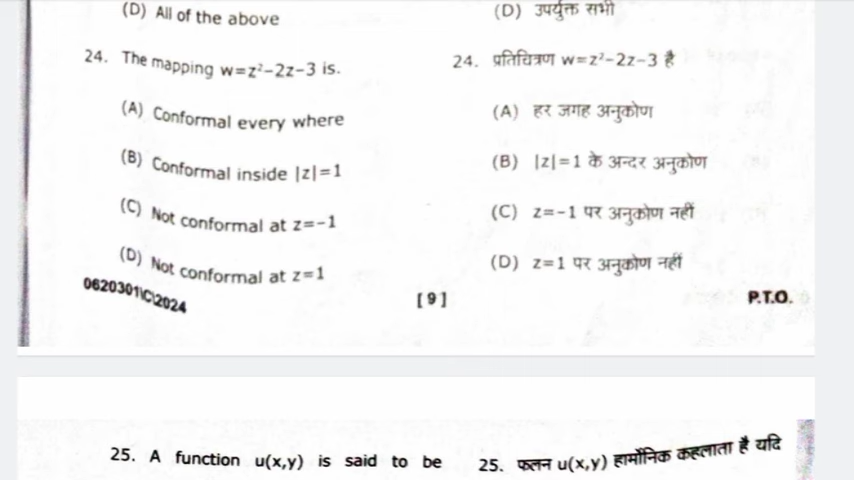 (D) All of the above
24. The mapping w=z²-2z-3 is.
(A) Conformal every where
(B) Conformal inside |z|=1
(C) Not conformal at z=-1
(D) Not conformal at z=1
0620301\C\2024
(D) उपर्युक्त सभी
24. प्रतिचित्रण w=z²-2z-3 है
(A) हर जगह अनुकोण
(B) |z|=1 के अन्दर अनुकोण
(C) z=-1 पर अनुकोण नहीं
(D) z=1 पर अनुकोण नहीं
[ 9 ]
P.T.O.
25. A function u(x,y) is said to be
25. फलन u(x,y) हार्मोनिक कहलाता है यदि